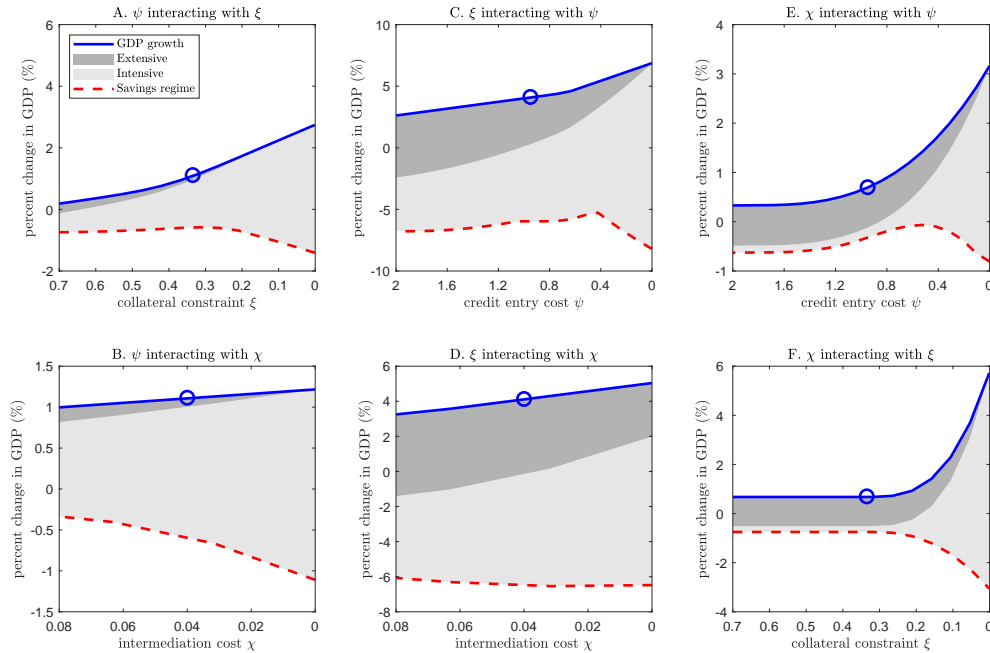 A. ψ interacting with ξ
6
4
2
0
-2
percent change in GDP (%)
GDP growth
Extensive
Intensive
Savings regime
0.7 0.6 0.5 0.4 0.3 0.2 0.1 0
collateral constraint ξ
C. ξ interacting with ψ
10
5
0
-5
-10
percent change in GDP (%)
2 1.6 1.2 0.8 0.4 0
credit entry cost ψ
E. χ interacting with ψ
4
3
2
1
0
-1
percent change in GDP (%)
2 1.6 1.2 0.8 0.4 0
credit entry cost ψ
B. ψ interacting with χ
1.5
1
0.5
0
-0.5
-1
-1.5
percent change in GDP (%)
0.08 0.06 0.04 0.02 0
intermediation cost χ
D. ξ interacting with χ
6
4
2
0
-2
-4
-6
-8
percent change in GDP (%)
0.08 0.06 0.04 0.02 0
intermediation cost χ
F. χ interacting with ξ
6
4
2
0
-2
-4
percent change in GDP (%)
0.7 0.6 0.5 0.4 0.3 0.2 0.1 0
collateral constraint ξ